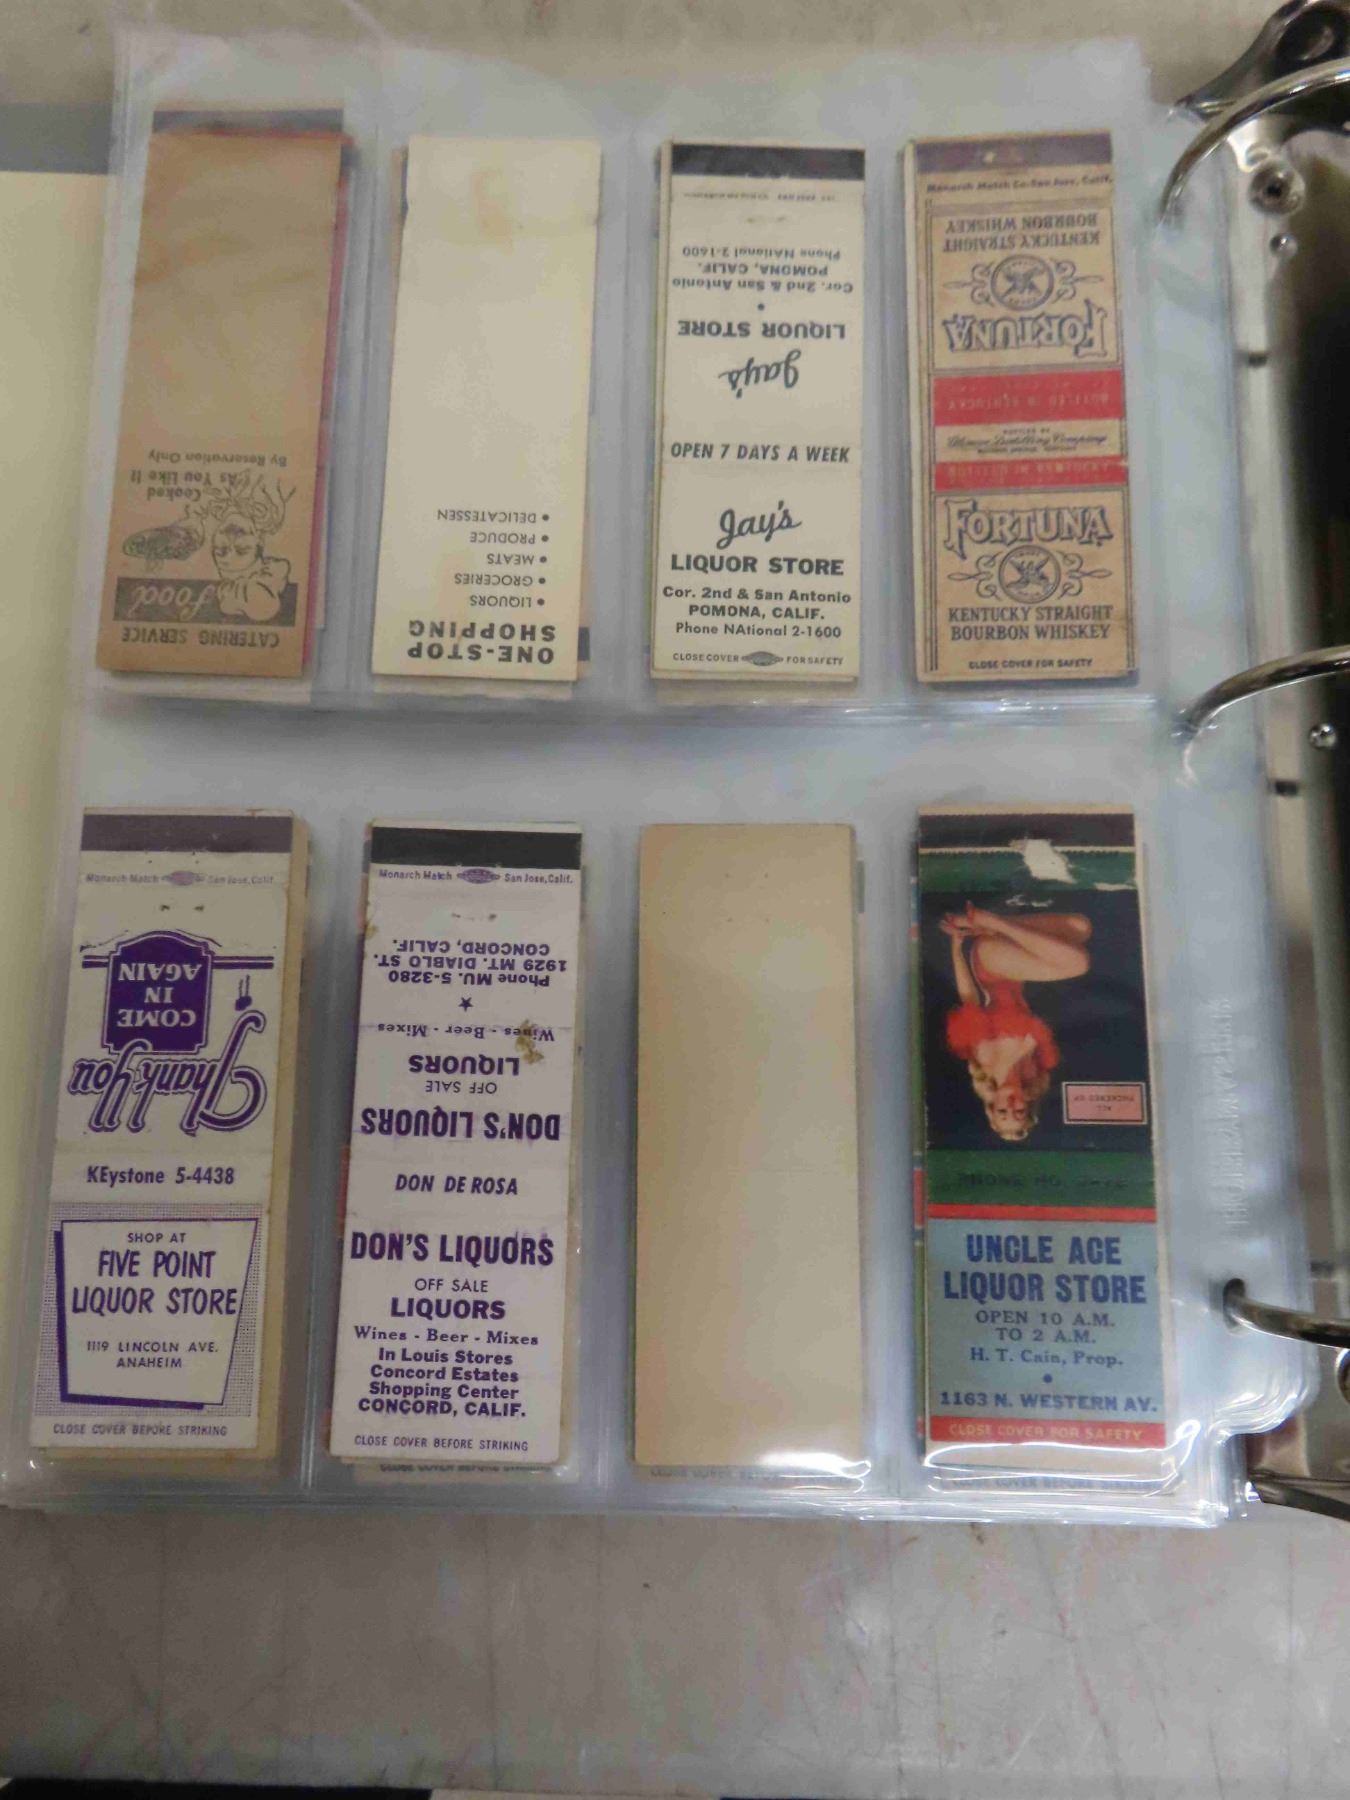 CATERING SERVICE
Food
Cooked
As You Like It
By Reservation Only
ONE-STOP
SHOPPING
• LIQUORS
• GROCERIES
• MEATS
• PRODUCE
• DELICATESSEN
Jay's
LIQUOR STORE
•
Cor. 2nd & San Antonio
POMONA, CALIF.
Phone NAtional 2-1600
OPEN 7 DAYS A WEEK
Jay's
LIQUOR STORE
Cor. 2nd & San Antonio
POMONA, CALIF.
Phone NAtional 2-1600
CLOSE COVER FOR SAFETY
Monarch Match Co. San Jose, Calif.
FORTUNA
KENTUCKY STRAIGHT
BOURBON WHISKEY
BOTTLED IN KENTUCKY
BOTTLED BY
FORTUNA
KENTUCKY STRAIGHT
BOURBON WHISKEY
CLOSE COVER FOR SAFETY
Monarch Match San Jose, Calif.
Thank You
COME
IN
AGAIN
KEystone 5-4438
SHOP AT
FIVE POINT
LIQUOR STORE
1119 LINCOLN AVE.
ANAHEIM
CLOSE COVER BEFORE STRIKING
Monarch Match San Jose, Calif.
DON'S LIQUORS
OFF SALE
LIQUORS
Wines - Beer - Mixes
★
Phone MU. 5-3280
1929 MT. DIABLO ST.
CONCORD, CALIF.
DON DE ROSA
DON'S LIQUORS
OFF SALE
LIQUORS
Wines - Beer - Mixes
In Louis Stores
Concord Estates
Shopping Center
CONCORD, CALIF.
CLOSE COVER BEFORE STRIKING
ALL
PUCKERED UP
PHONE HO.
UNCLE ACE
LIQUOR STORE
OPEN 10 A.M.
TO 2 A.M.
H. T. Cain, Prop.
•
1163 N. WESTERN AV.
CLOSE COVER FOR SAFETY